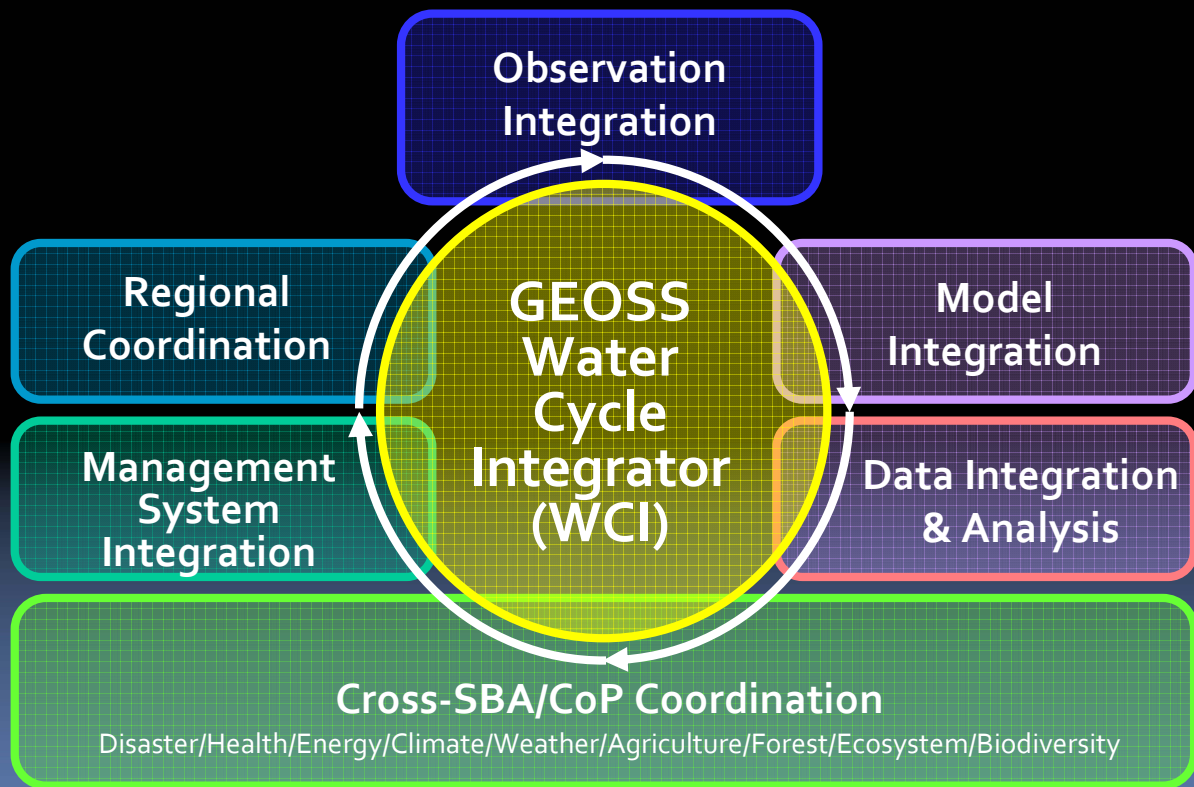 Observation
Integration
Regional
Coordination
GEOSS
Water
Cycle
Integrator
(WCI)
Model
Integration
Management
System
Integration
Data Integration
& Analysis
Cross-SBA/CoP Coordination
Disaster/Health/Energy/Climate/Weather/Agriculture/Forest/Ecosystem/Biodiversity